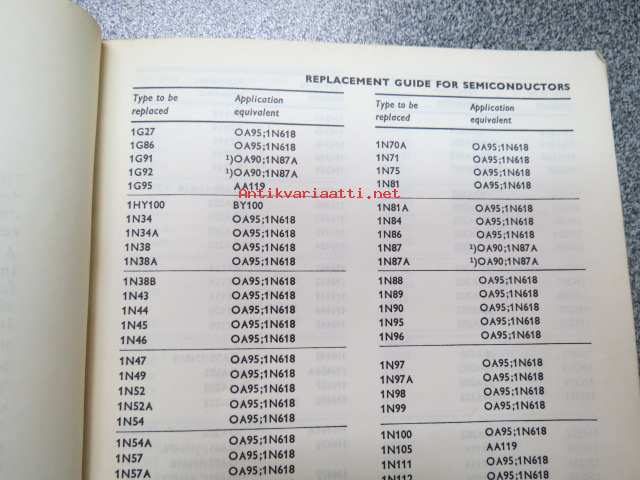 REPLACEMENT GUIDE FOR SEMICONDUCTORS
Type to be replaced Application equivalent
1G27 OA95;1N618
1G86 OA95;1N618
1G91 ¹)OA90;1N87A
1G92 ¹)OA90;1N87A
1G95 AA119
1HY100 BY100
1N34 OA95;1N618
1N34A OA95;1N618
1N38 OA95;1N618
1N38A OA95;1N618
1N38B OA95;1N618
1N43 OA95;1N618
1N44 OA95;1N618
1N45 OA95;1N618
1N46 OA95;1N618
1N47 OA95;1N618
1N49 OA95;1N618
1N52 OA95;1N618
1N52A OA95;1N618
1N54 OA95;1N618
1N54A OA95;1N618
1N57 OA95;1N618
1N57A OA95;1N618
Type to be replaced Application equivalent
1N70A OA95;1N618
1N71 OA95;1N618
1N75 OA95;1N618
1N81 OA95;1N618
1N81A OA95;1N618
1N84 OA95;1N618
1N86 OA95;1N618
1N87 ¹)OA90;1N87A
1N87A ¹)OA90;1N87A
1N88 OA95;1N618
1N89 OA95;1N618
1N90 OA95;1N618
1N95 OA95;1N618
1N96 OA95;1N618
1N97 OA95;1N618
1N97A OA95;1N618
1N98 OA95;1N618
1N99 OA95;1N618
1N100 OA95;1N618
1N105 AA119
1N111 OA95;1N618
1N112 OA95;1N618
Antikvariaatti.net